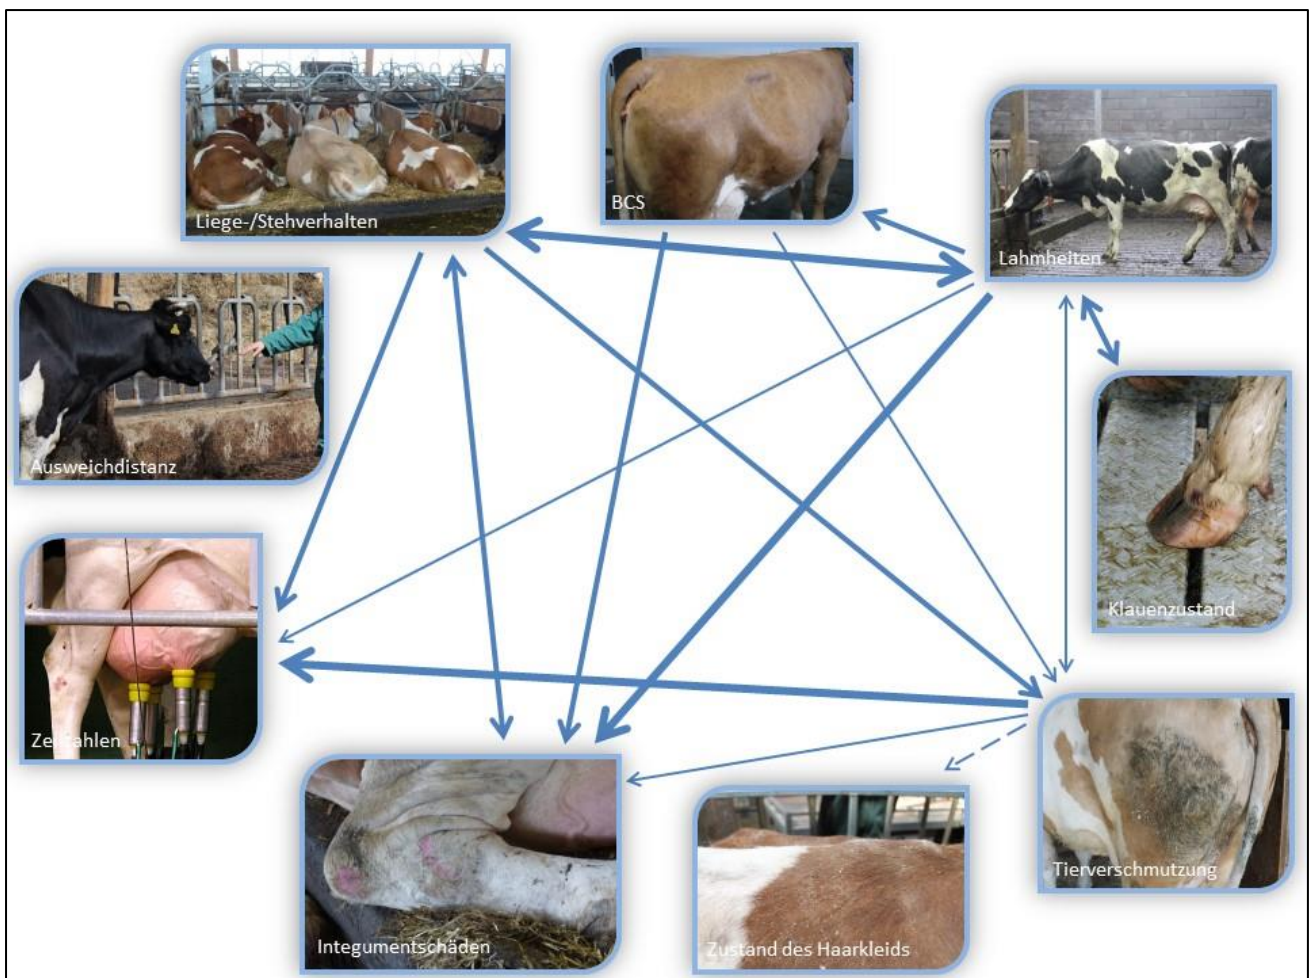 Liege-/Stehverhalten
BCS
Lahmheiten
Ausweichdistanz
Klauenzustand
Zellzahlen
Tierverschmutzung
Integumentschäden
Zustand des Haarkleids